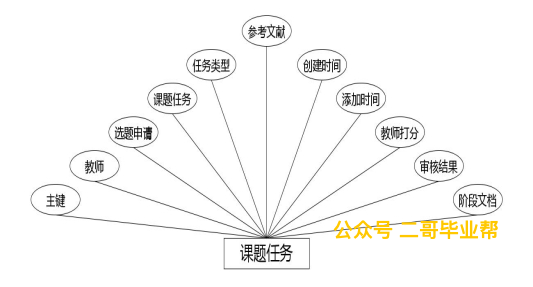 参考文献
任务类型
创建时间
课题任务
添加时间
选题申请
教师打分
教师
审核结果
主键
阶段文档
公众号 二哥毕业帮
课题任务